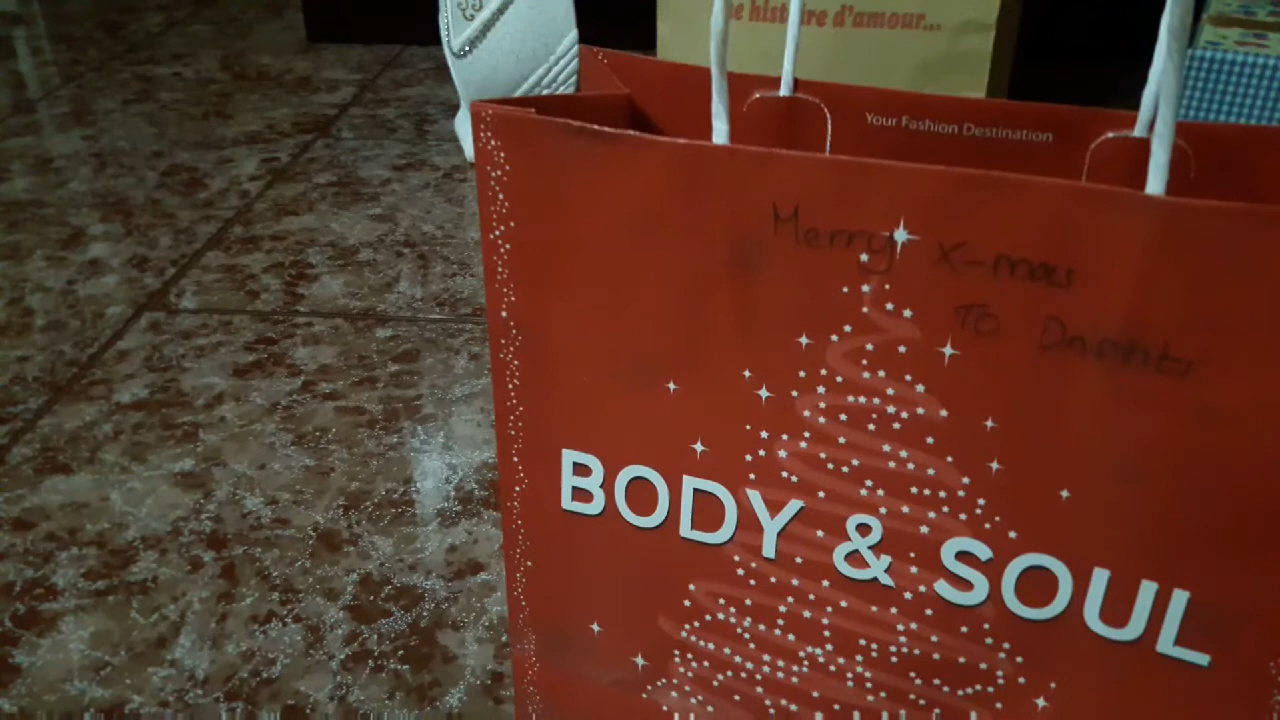 histoire d'amour...
Your Fashion Destination
Merry X-mas
To
BODY & SOUL